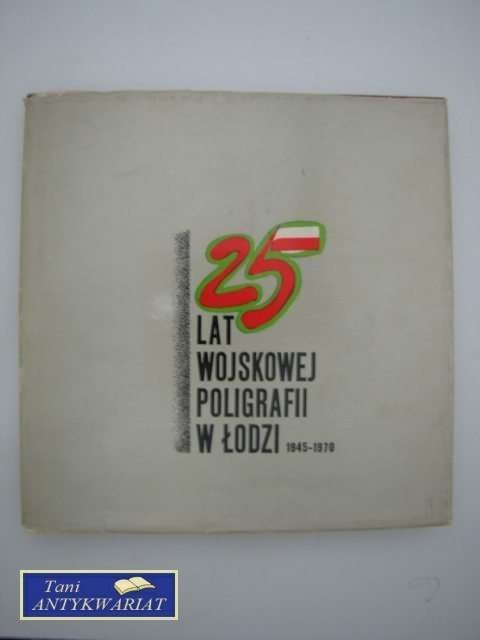 25
LAT
WOJSKOWEJ
POLIGRAFII
W ŁODZI 1945-1970
Tani
ANTYKWARIAT